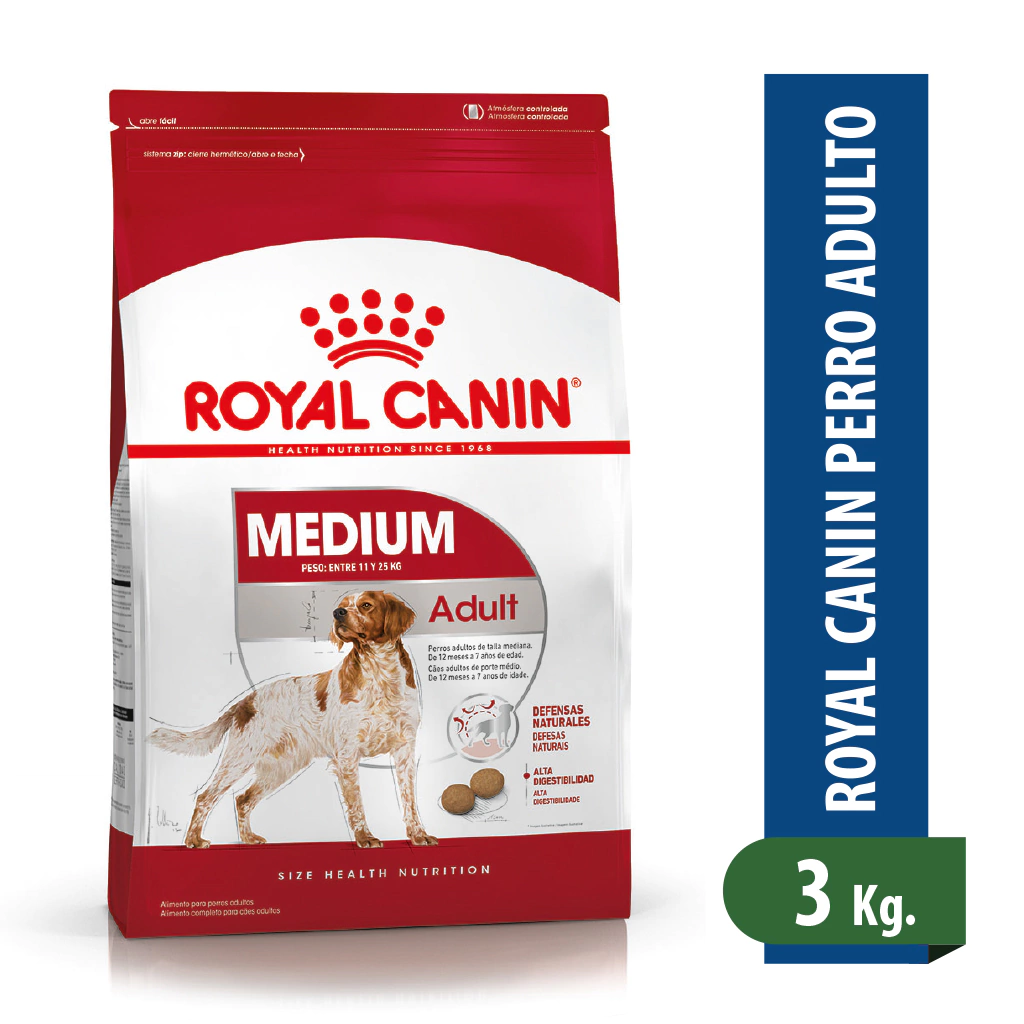 abre fácil
Atmósfera controlada
Atmosfera controlada
sistema zip: cierre hermético/abre e fecha
ROYAL CANIN®
HEALTH NUTRITION SINCE 1968
MEDIUM
PESO: ENTRE 11 Y 25 KG
Adult
Perros adultos de talla mediana.
De 12 meses a 7 años de edad.
Cães adultos de porte médio.
De 12 meses a 7 anos de idade.
DEFENSAS
NATURALES
DEFESAS
NATURAIS
ALTA
DIGESTIBILIDAD
ALTA
DIGESTIBILIDADE
SIZE HEALTH NUTRITION
Alimento para perros adultos
Alimento completo para cães adultos
ROYAL CANIN PERRO ADULTO
3 Kg.